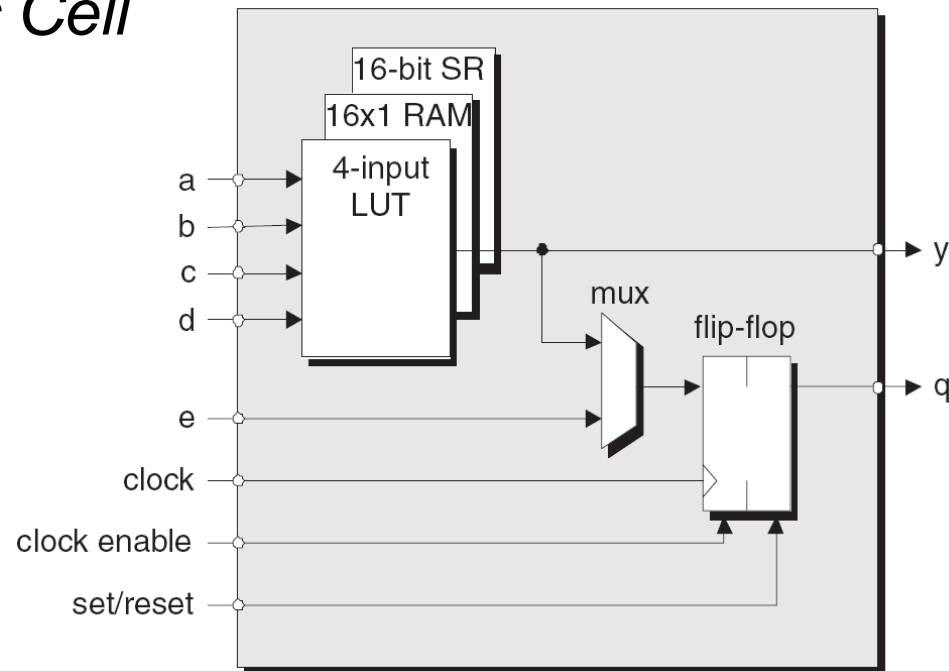 Cell
16-bit SR
16x1 RAM
4-input
LUT
a
b
c
d
e
clock
clock enable
set/reset
mux
flip-flop
y
q